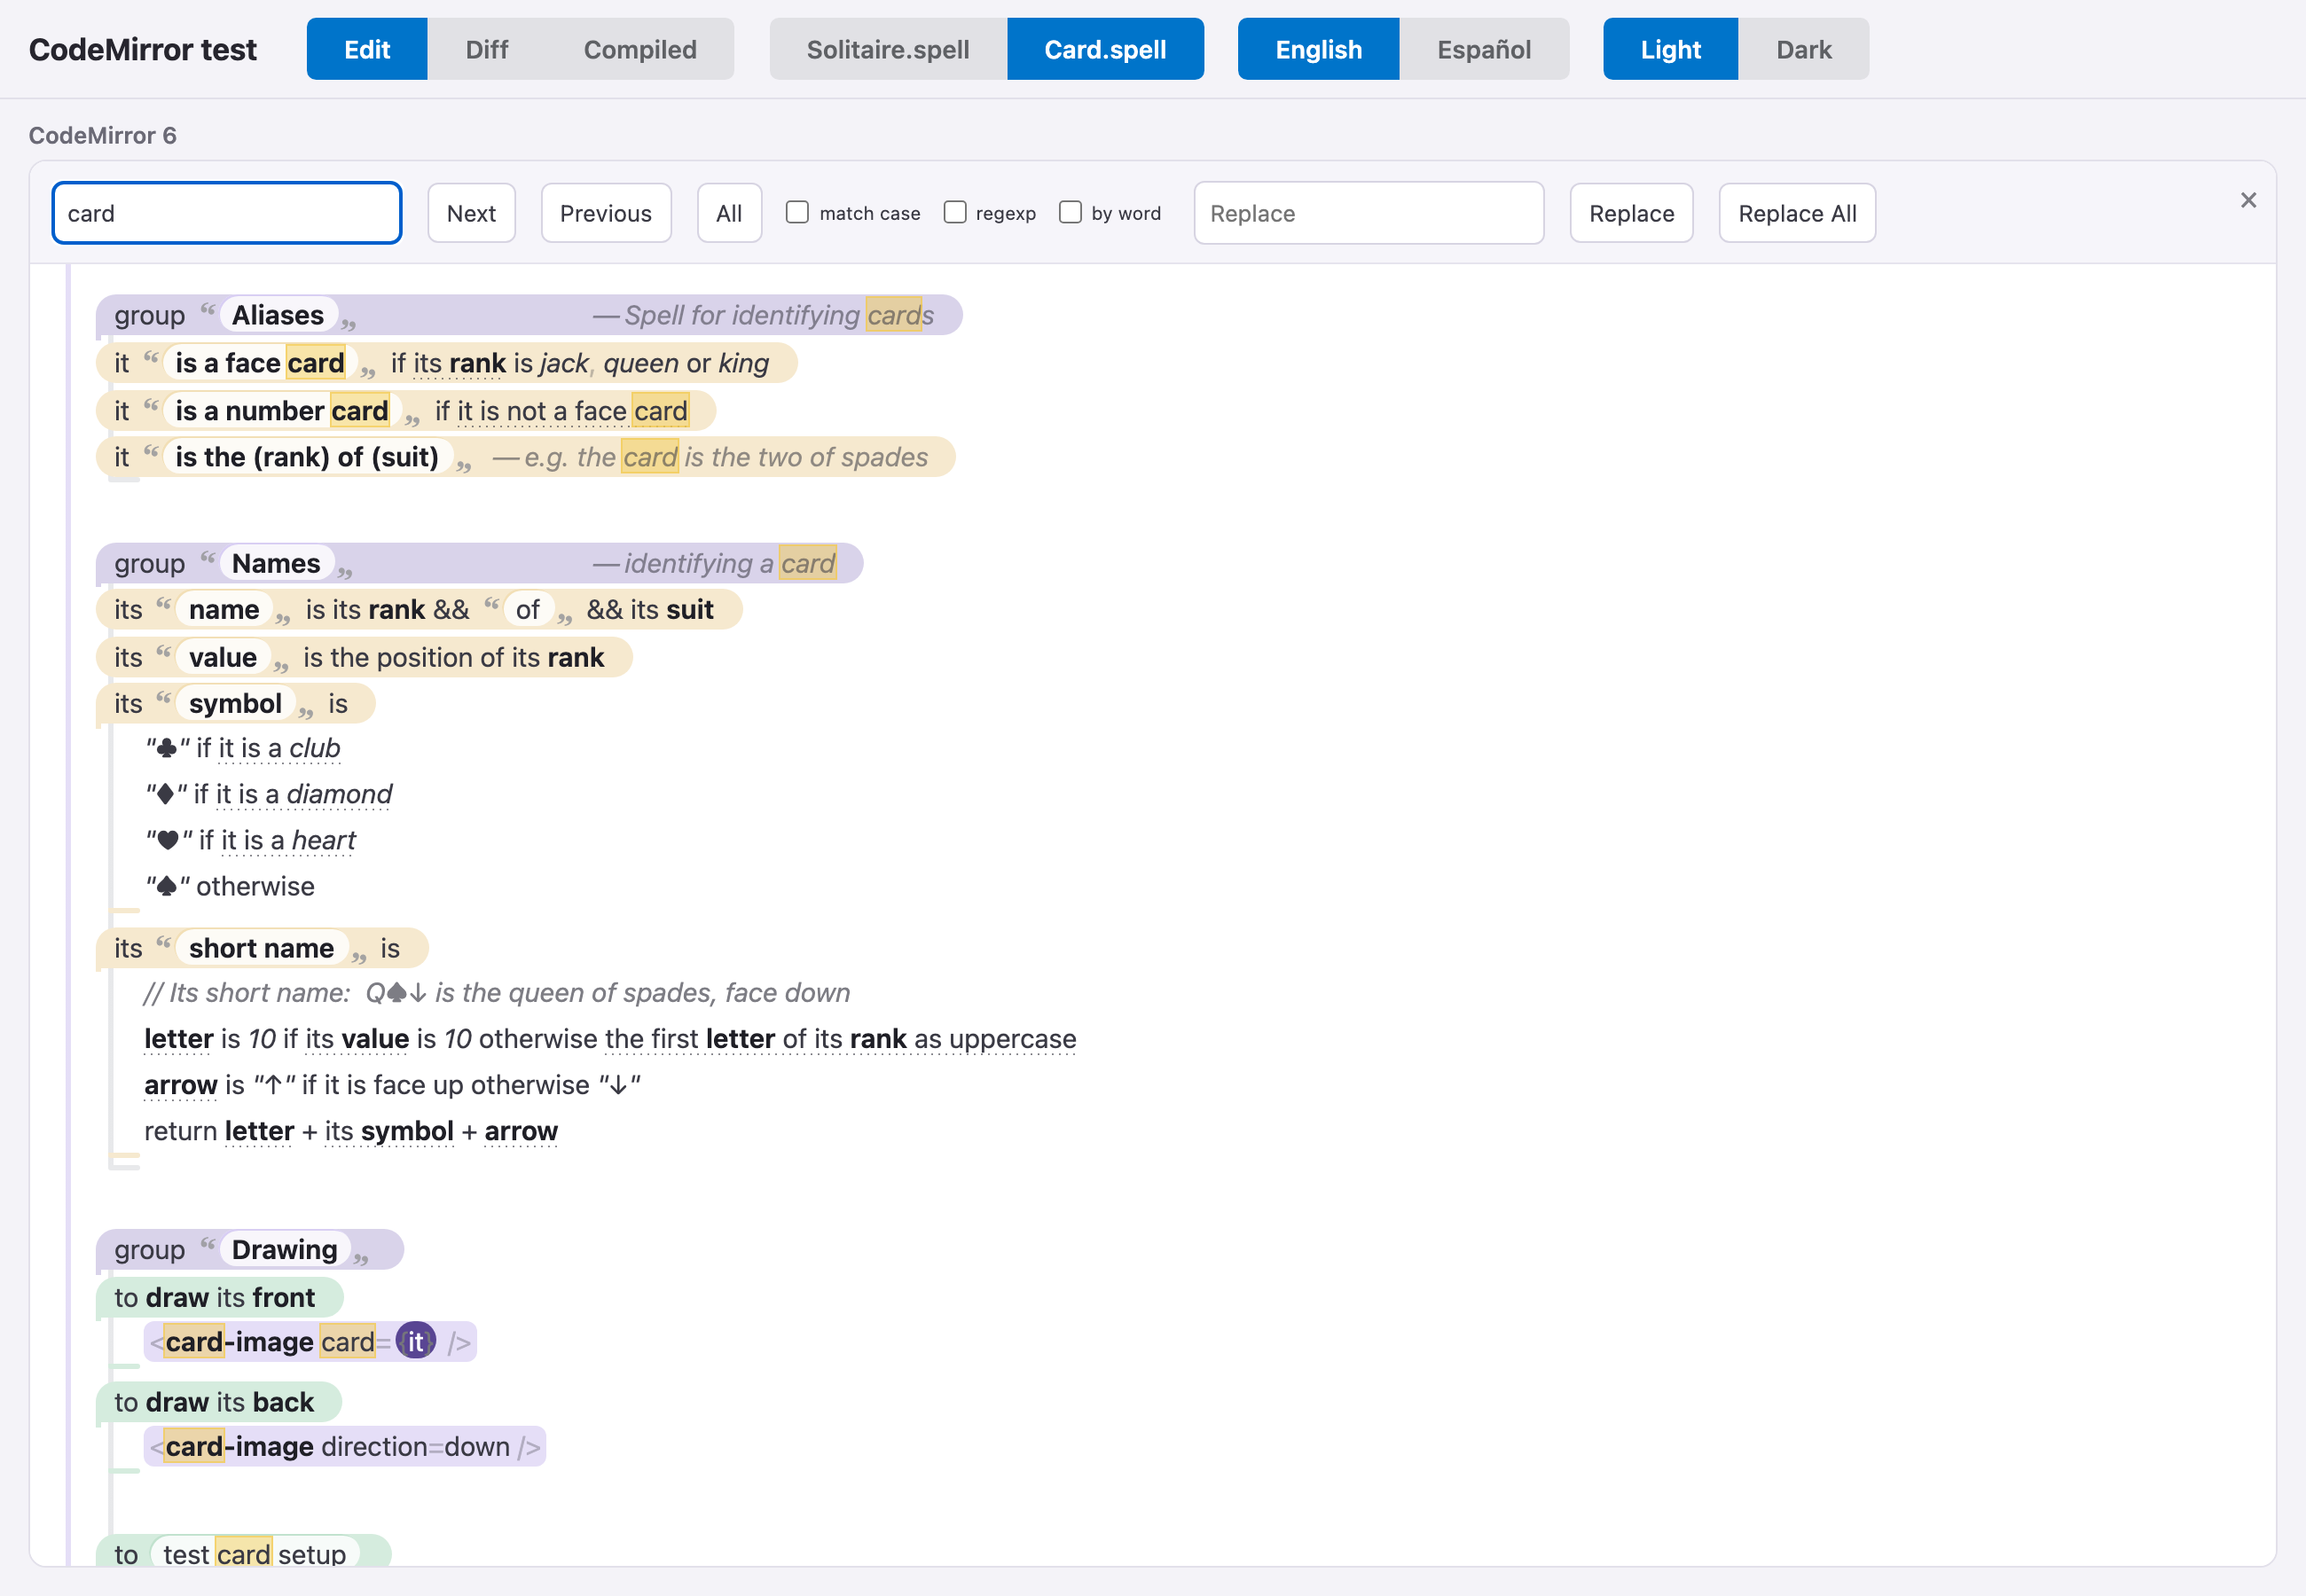 CodeMirror test Edit Diff Compiled Solitaire.spell Card.spell English Español Light Dark
CodeMirror 6
card Next Previous All match case regexp by word Replace Replace Replace All ×
group “ Aliases „ — Spell for identifying cards
it “ is a face card „ if its rank is jack, queen or king
it “ is a number card „ if it is not a face card
it “ is the (rank) of (suit) „ — e.g. the card is the two of spades
group “ Names „ — identifying a card
its “ name „ is its rank && “ of „ && its suit
its “ value „ is the position of its rank
its “ symbol „ is
"♣" if it is a club
"♦" if it is a diamond
"♥" if it is a heart
"♠" otherwise
its “ short name „ is
// Its short name: Q♠↓ is the queen of spades, face down
letter is 10 if its value is 10 otherwise the first letter of its rank as uppercase
arrow is "↑" if it is face up otherwise "↓"
return letter + its symbol + arrow
group “ Drawing „
to draw its front
<card-image card={it} />
to draw its back
<card-image direction=down />
to test card setup